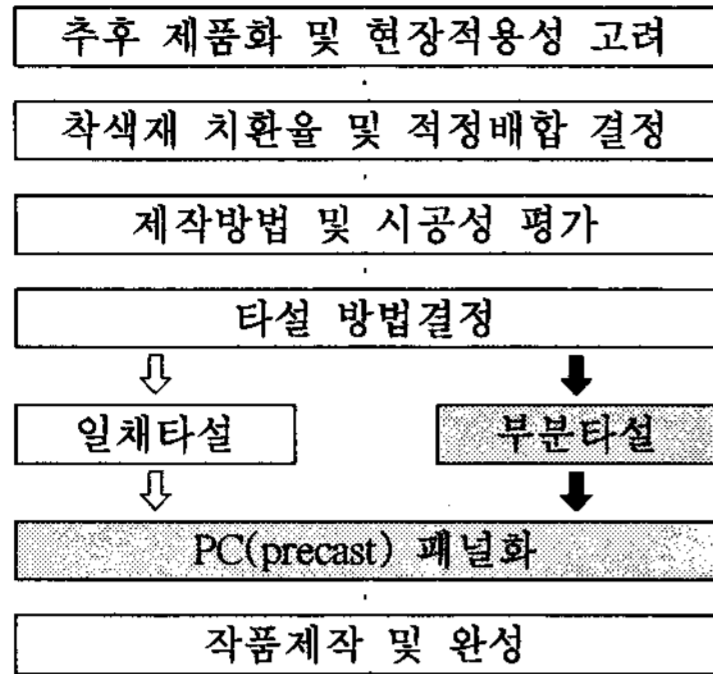 추후 제품화 및 현장적용성 고려
착색재 치환율 및 적정배합 결정
제작방법 및 시공성 평가
타설 방법결정
일채타설 부분타설
PC(precast) 패널화
작품제작 및 완성